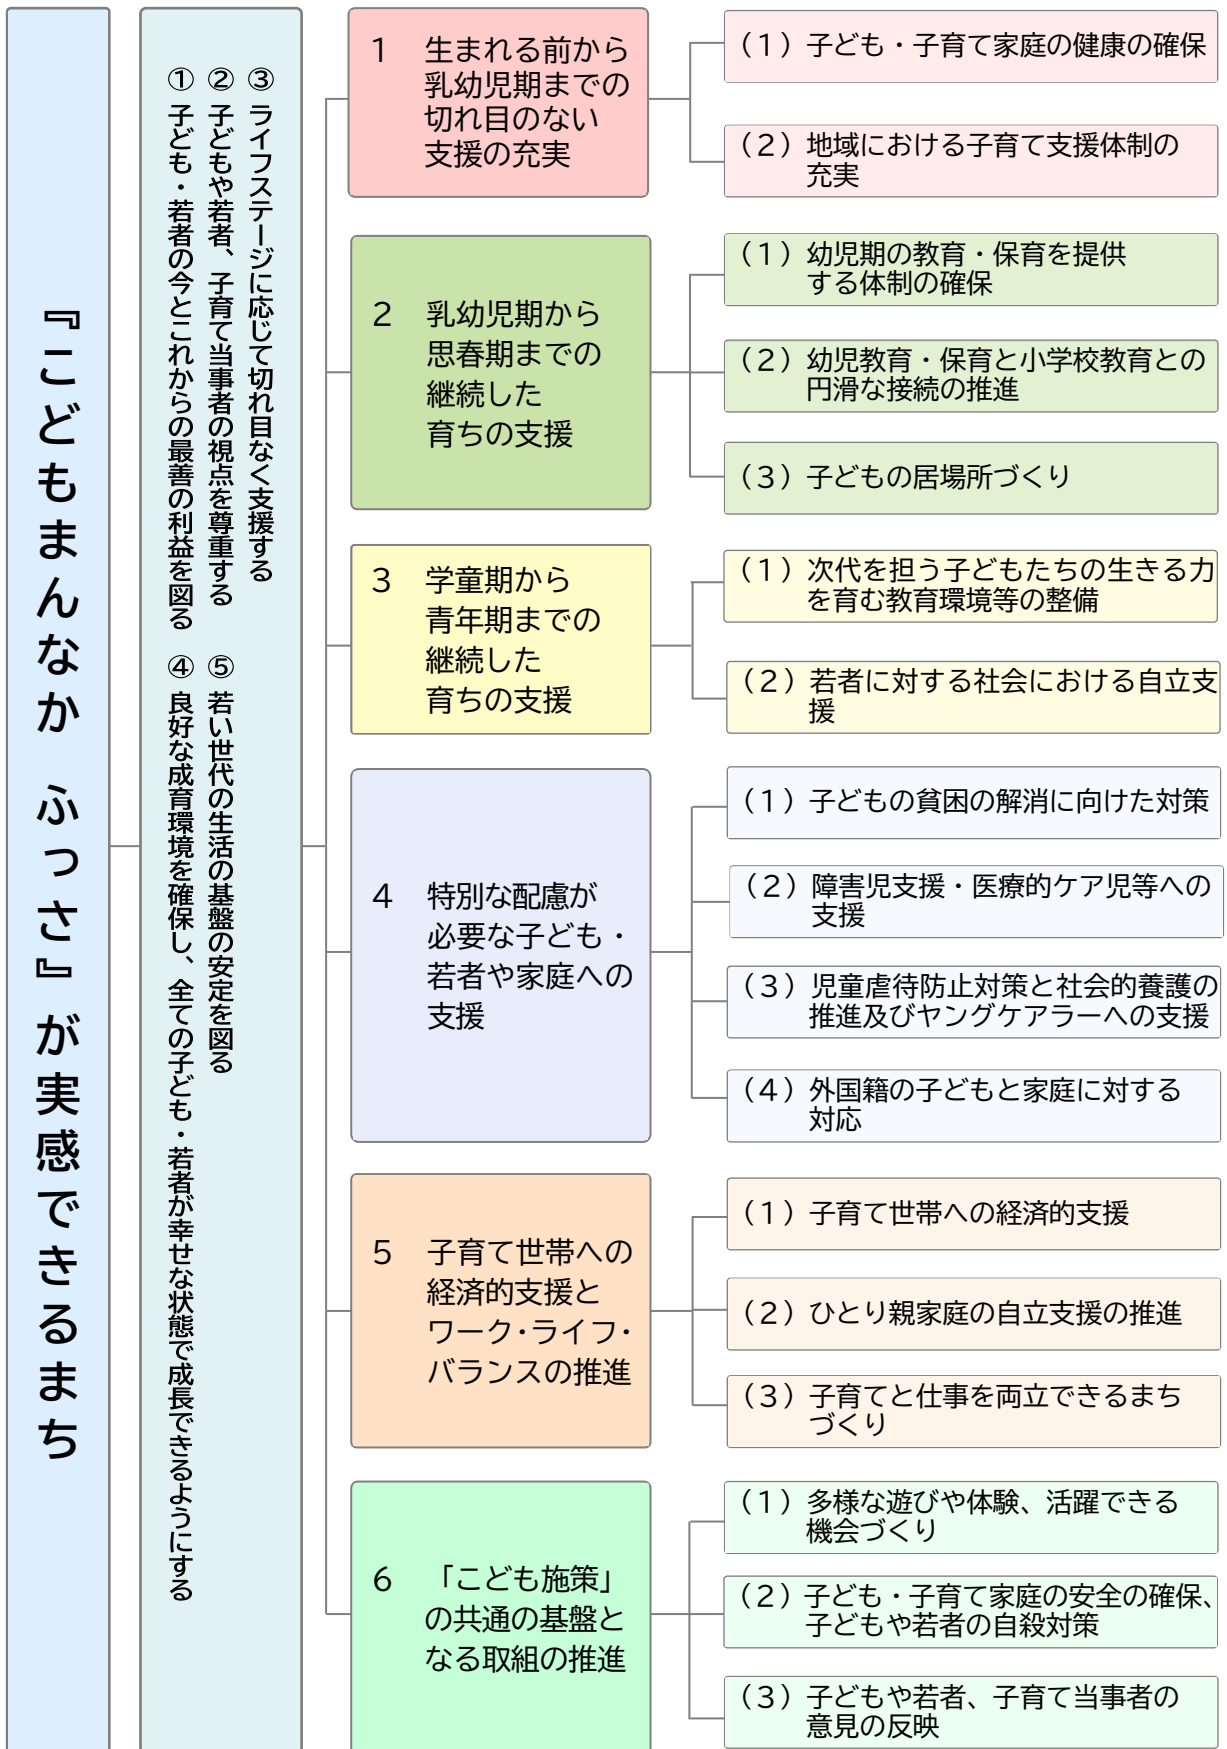 『こどもまんなか　ふっさ』が実感できるまち
① 子ども・若者の今とこれからの最善の利益を図る
② 子どもや若者、子育て当事者の視点を尊重する
③ ライフステージに応じて切れ目なく支援する
④ 良好な成育環境を確保し、全ての子ども・若者が幸せな状態で成長できるようにする
⑤ 若い世代の生活の基盤の安定を図る
１　生まれる前から
乳幼児期までの
切れ目のない
支援の充実
（１）子ども・子育て家庭の健康の確保
（２）地域における子育て支援体制の
充実
２　乳幼児期から
思春期までの
継続した
育ちの支援
（１）幼児期の教育・保育を提供
する体制の確保
（２）幼児教育・保育と小学校教育との
円滑な接続の推進
（３）子どもの居場所づくり
３　学童期から
青年期までの
継続した
育ちの支援
（１）次代を担う子どもたちの生きる力
を育む教育環境等の整備
（２）若者に対する社会における自立支
援
４　特別な配慮が
必要な子ども・
若者や家庭への
支援
（１）子どもの貧困の解消に向けた対策
（２）障害児支援・医療的ケア児等への
支援
（３）児童虐待防止対策と社会的養護の
推進及びヤングケアラーへの支援
（４）外国籍の子どもと家庭に対する
対応
５　子育て世帯への
経済的支援と
ワーク・ライフ・
バランスの推進
（１）子育て世帯への経済的支援
（２）ひとり親家庭の自立支援の推進
（３）子育てと仕事を両立できるまち
づくり
６　「こども施策」
の共通の基盤と
なる取組の推進
（１）多様な遊びや体験、活躍できる
機会づくり
（２）子ども・子育て家庭の安全の確保、
子どもや若者の自殺対策
（３）子どもや若者、子育て当事者の
意見の反映